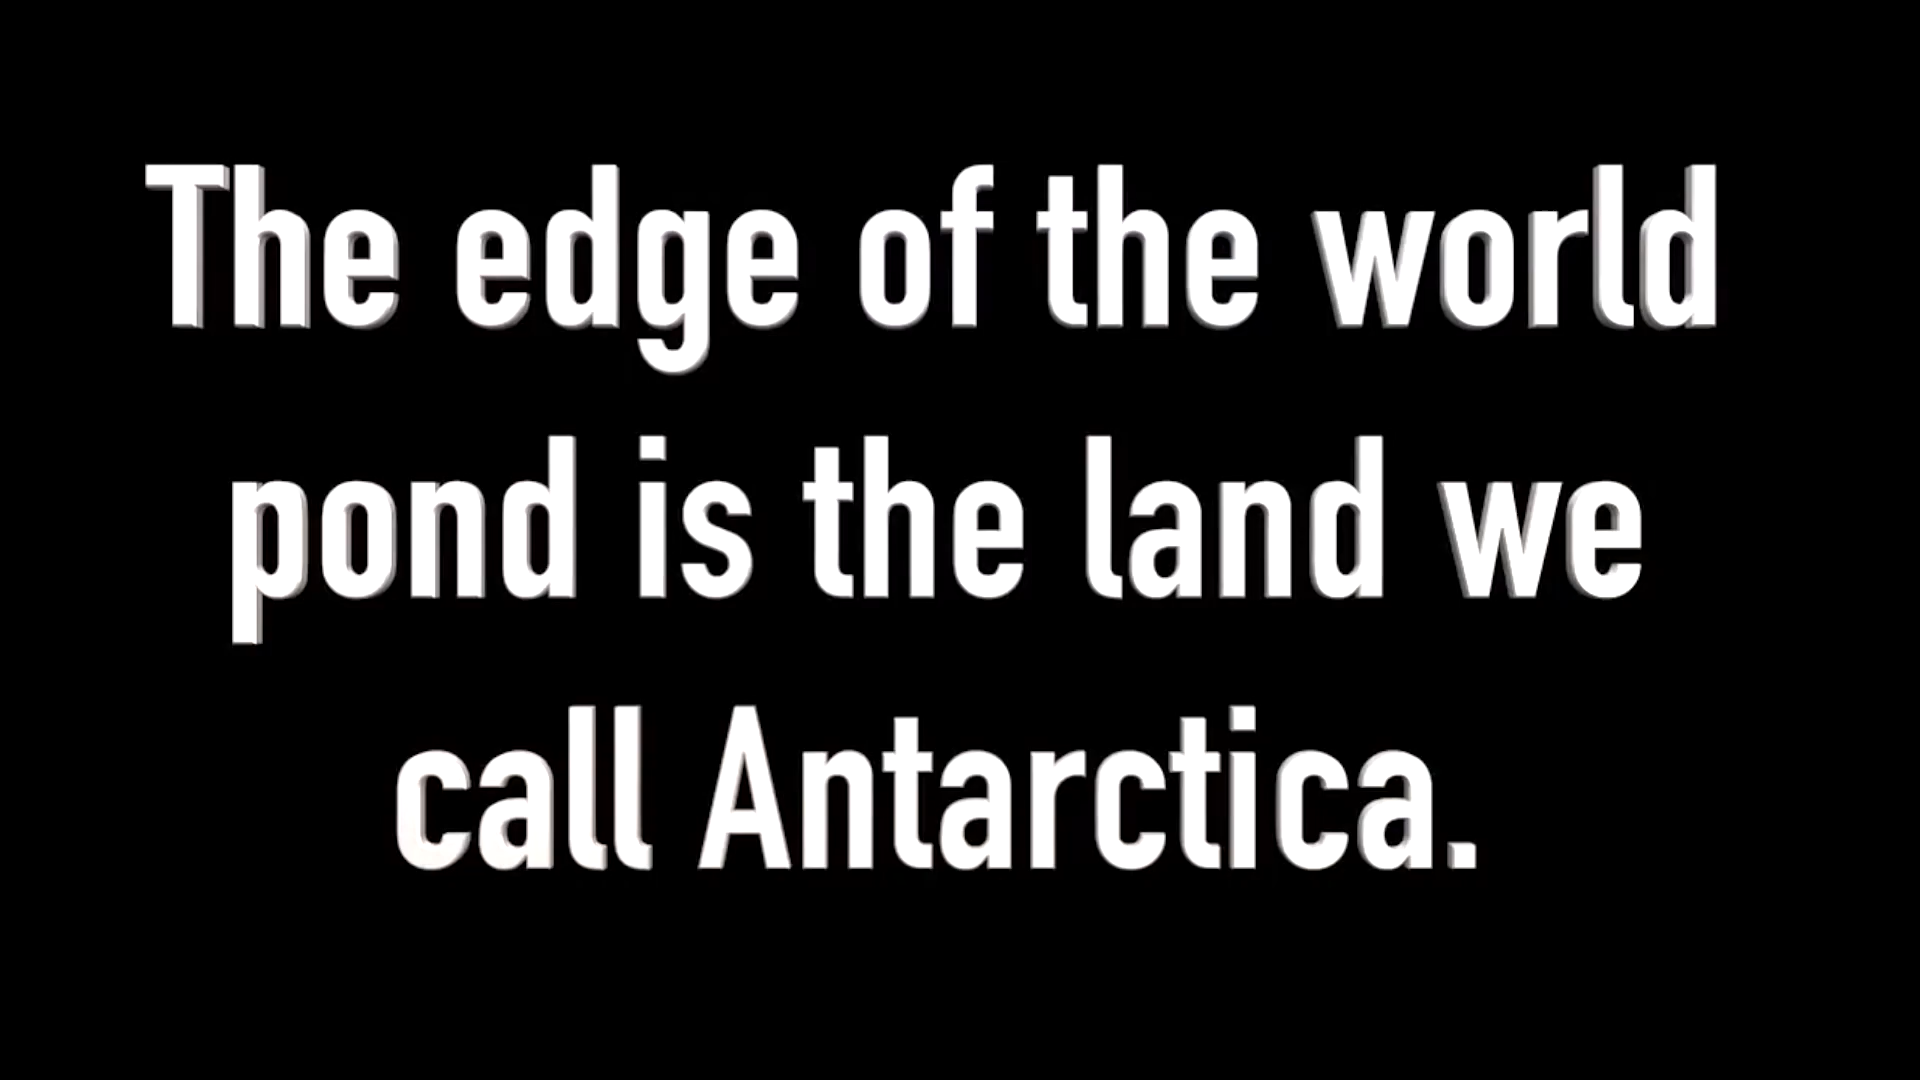 The edge of the world
pond is the land we
call Antarctica.